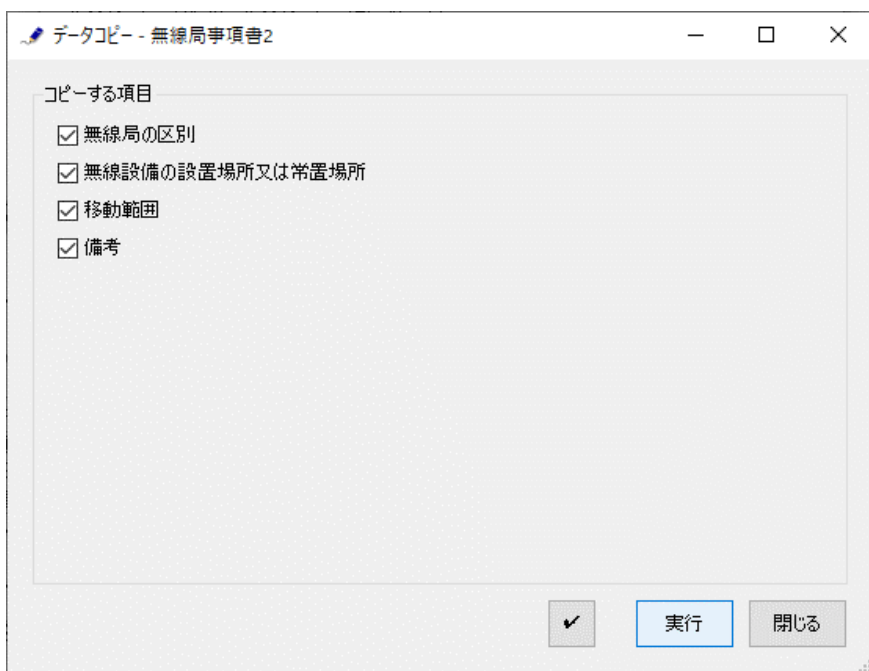 データコピー - 無線局事項書2
コピーする項目
無線局の区別
無線設備の設置場所又は常置場所
移動範囲
備考
実行
閉じる